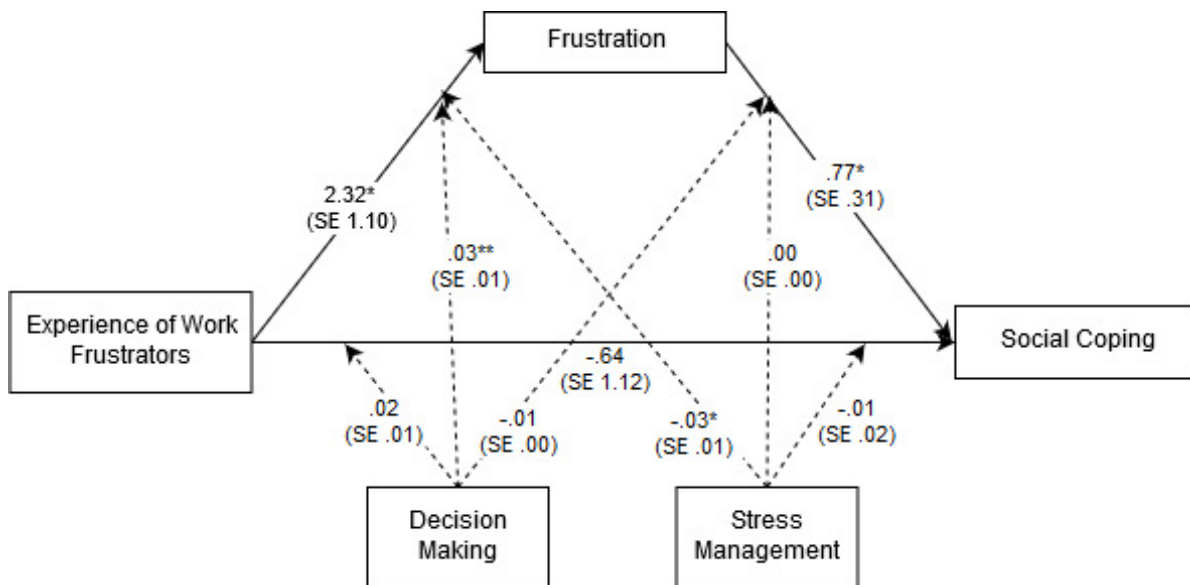 Frustration
2.32*
(SE 1.10)
.77*
(SE .31)
.03**
(SE .01)
.00
(SE .00)
Experience of Work
Frustrators
Social Coping
-.64
(SE 1.12)
.02
(SE .01)
-.01
(SE .00)
-.03*
(SE .01)
-.01
(SE .02)
Decision
Making
Stress
Management